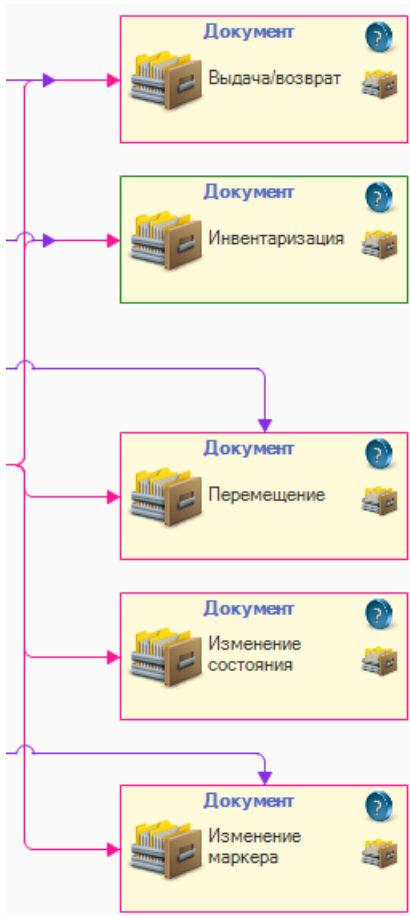 Документ
Выдача/возврат
Документ
Инвентаризация
Документ
Перемещение
Документ
Изменение
состояния
Документ
Изменение
маркера